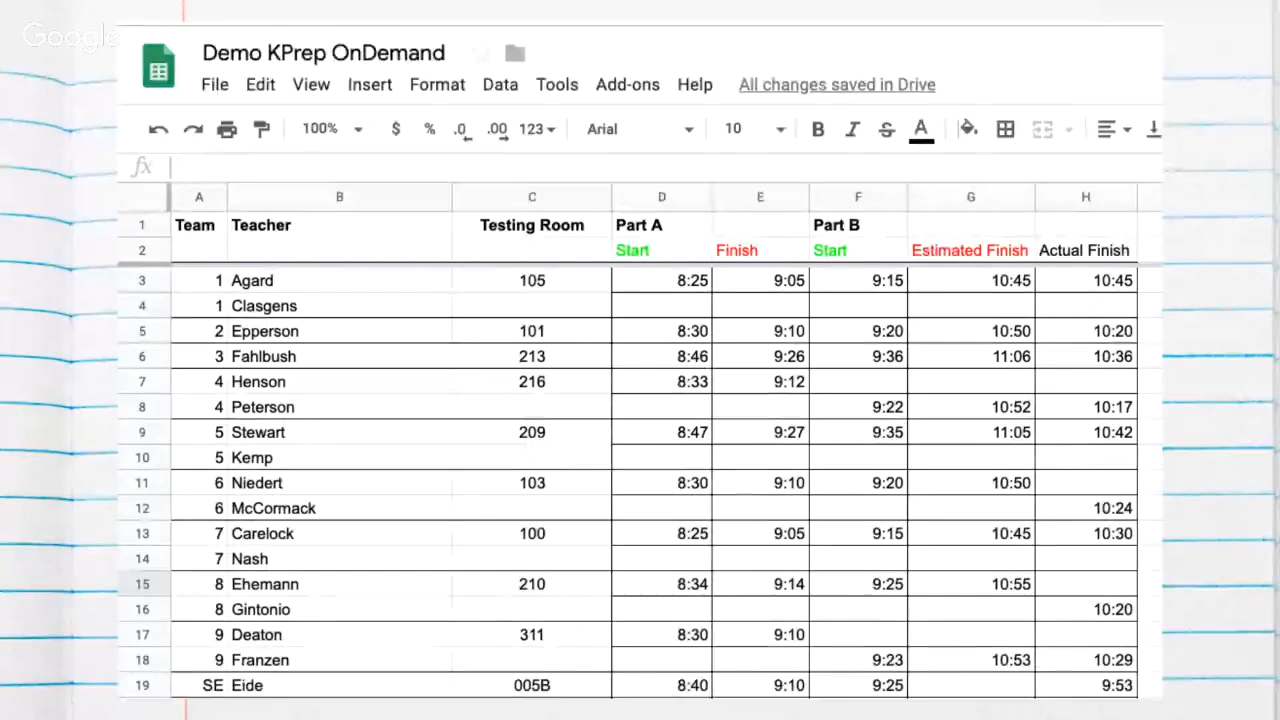 Google
Demo KPrep OnDemand
File Edit View Insert Format Data Tools Add-ons Help All changes saved in Drive
100% $ % .0 .00 123 Arial 10 B I S A
fx
A B C D E F G H
1 Team Teacher Testing Room Part A Part B
2 Start Finish Start Estimated Finish Actual Finish
3 1 Agard 105 8:25 9:05 9:15 10:45 10:45
4 1 Clasgens
5 2 Epperson 101 8:30 9:10 9:20 10:50 10:20
6 3 Fahlbush 213 8:46 9:26 9:36 11:06 10:36
7 4 Henson 216 8:33 9:12
8 4 Peterson 9:22 10:52 10:17
9 5 Stewart 209 8:47 9:27 9:35 11:05 10:42
10 5 Kemp
11 6 Niedert 103 8:30 9:10 9:20 10:50
12 6 McCormack 10:24
13 7 Carelock 100 8:25 9:05 9:15 10:45 10:30
14 7 Nash
15 8 Ehemann 210 8:34 9:14 9:25 10:55
16 8 Gintonio 10:20
17 9 Deaton 311 8:30 9:10
18 9 Franzen 9:23 10:53 10:29
19 SE Eide 005B 8:40 9:10 9:25 9:53